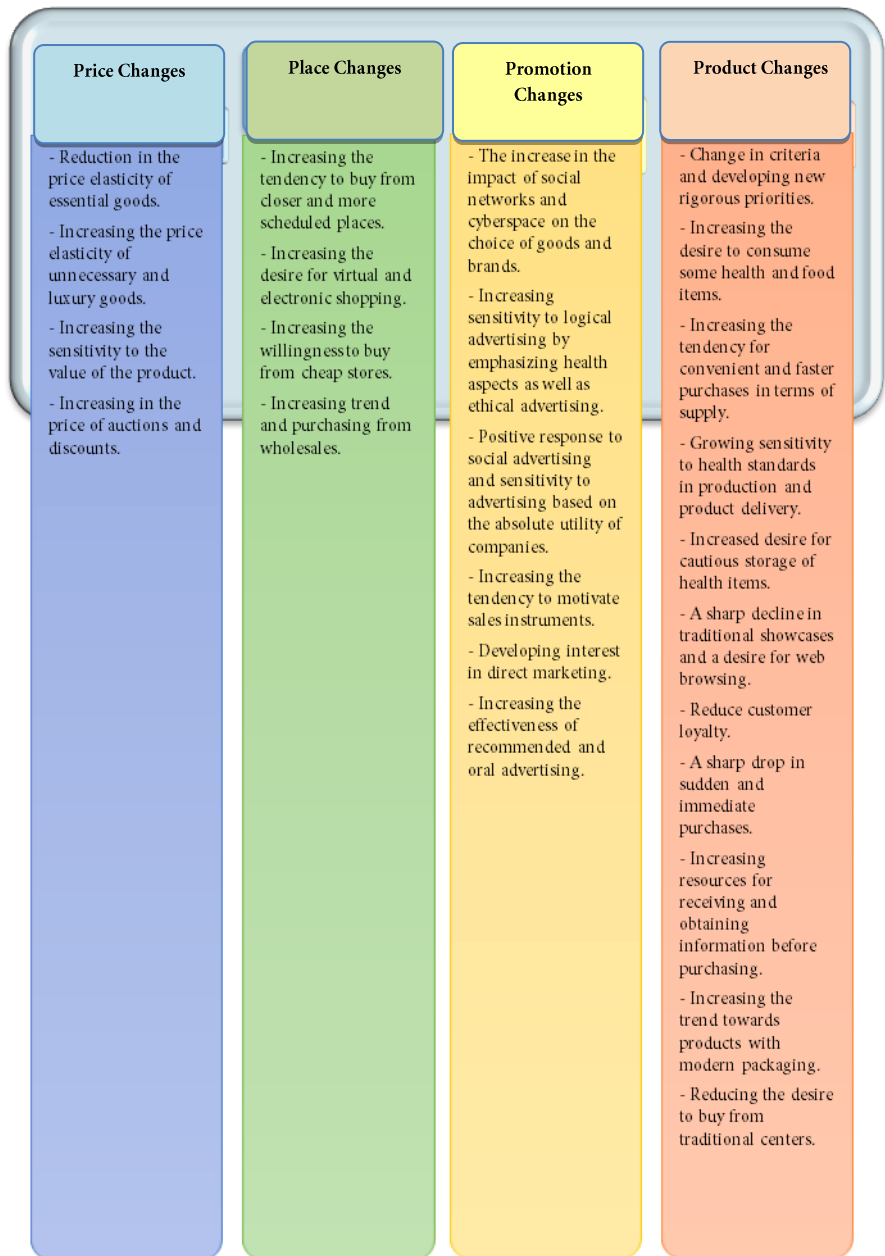 Price Changes
- Reduction in the
price elasticity of
essential goods.
- Increasing the price
elasticity of
unnecessary and
luxury goods.
- Increasing the
sensitivity to the
value of the product.
- Increasing in the
price of auctions and
discounts.
Place Changes
- Increasing the
tendency to buy from
closer and more
scheduled places.
- Increasing the
desire for virtual and
electronic shopping.
- Increasing the
willingness to buy
from cheap stores.
- Increasing trend
and purchasing from
wholesales.
Promotion
Changes
- The increase in the
impact of social
networks and
cyberspace on the
choice of goods and
brands.
- Increasing
sensitivity to logical
advertising by
emphasizing health
aspects as well as
ethical advertising.
- Positive response to
social advertising
and sensitivity to
advertising based on
the absolute utility of
companies.
- Increasing the
tendency to motivate
sales instruments.
- Developing interest
in direct marketing.
- Increasing the
effectiveness of
recommended and
oral advertising.
Product Changes
- Change in criteria
and developing new
rigorous priorities.
- Increasing the
desire to consume
some health and food
items.
- Increasing the
tendency for
convenient and faster
purchases in terms of
supply.
- Growing sensitivity
to health standards
in production and
product delivery.
- Increased desire for
cautious storage of
health items.
- A sharp decline in
traditional showcases
and a desire for web
browsing.
- Reduce customer
loyalty.
- A sharp drop in
sudden and
immediate
purchases.
- Increasing
resources for
receiving and
obtaining
information before
purchasing.
- Increasing the
trend towards
products with
modern packaging.
- Reducing the desire
to buy from
traditional centers.